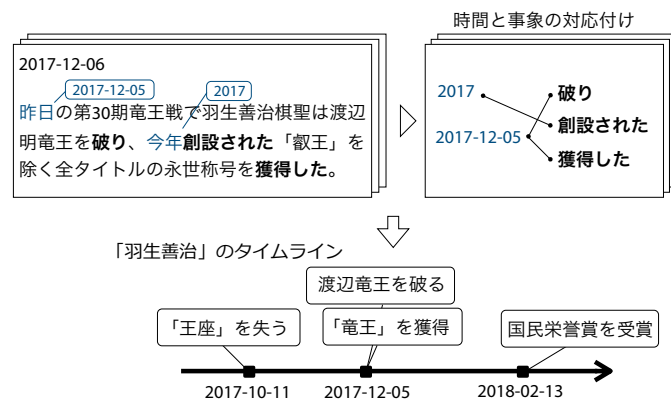 時間と事象の対応付け
2017-12-06
2017-12-05
2017
昨日の第30期竜王戦で羽生善治棋聖は渡辺
明竜王を破り、今年創設された「叡王」を
除く全タイトルの永世称号を獲得した。
2017
2017-12-05
破り
創設された
獲得した
「羽生善治」のタイムライン
渡辺竜王を破る
「王座」を失う
「竜王」を獲得
国民栄誉賞を受賞
2017-10-11
2017-12-05
2018-02-13